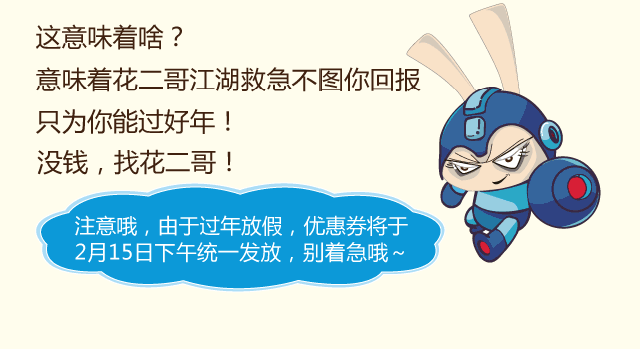 这意味着啥？
意味着花二哥江湖救急不图你回报
只为你能过好年！
没钱，找花二哥！
注意哦，由于过年放假，优惠券将于
2月15日下午统一发放，别着急哦～